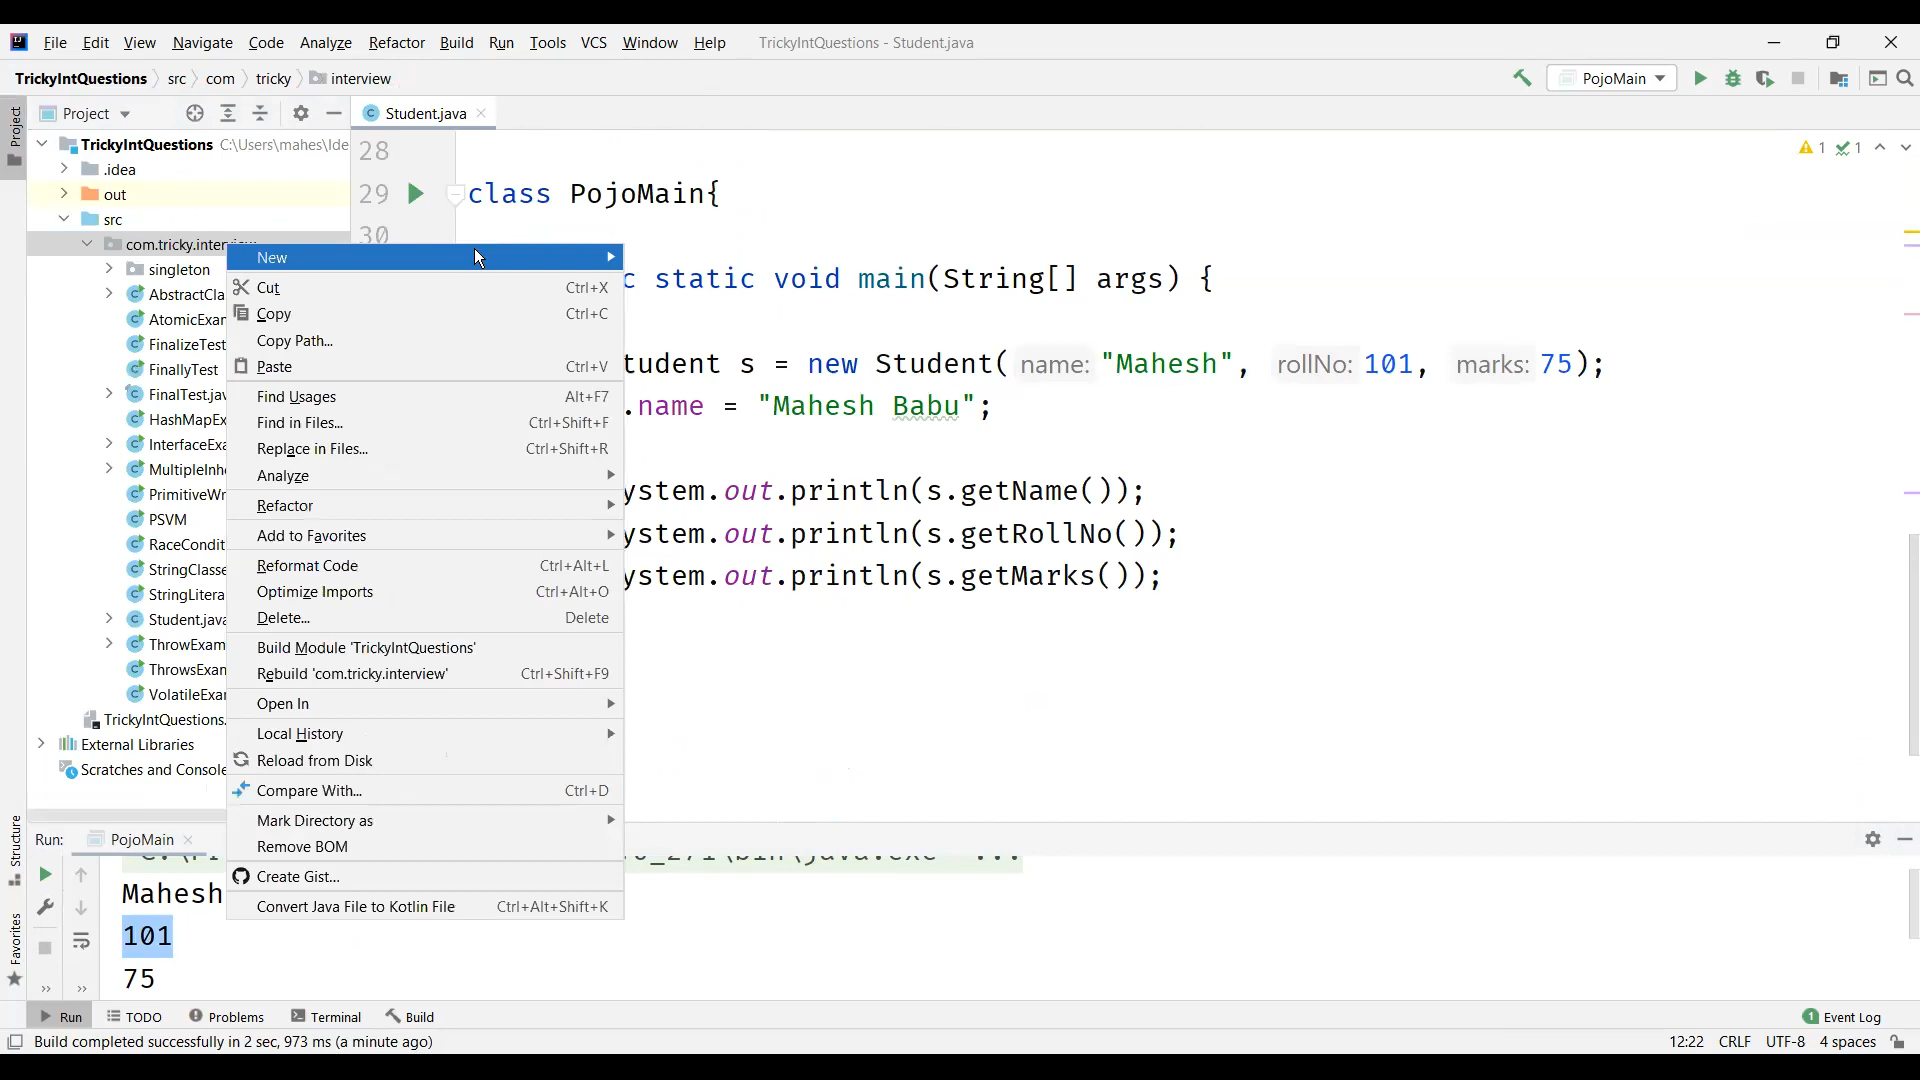 File Edit View Navigate Code Analyze Refactor Build Run Tools VCS Window Help TrickyIntQuestions - Student.java
TrickyIntQuestions src com tricky interview PojoMain
Project Student.java
Project
TrickyIntQuestions C:\Users\mahes\Ide
.idea
out
src
com.tricky.inter
singleton
AbstractCla
AtomicExar
FinalizeTest
FinallyTest
FinalTest.jav
HashMapEx
InterfaceExa
MultipleInh
PrimitiveWr
PSVM
RaceCondit
StringClasse
StringLitera
Student.java
ThrowExam
ThrowsExan
VolatileExar
TrickyIntQuestions.
External Libraries
Scratches and Console
New
Cut Ctrl+X
Copy Ctrl+C
Copy Path...
Paste Ctrl+V
Find Usages Alt+F7
Find in Files... Ctrl+Shift+F
Replace in Files... Ctrl+Shift+R
Analyze
Refactor
Add to Favorites
Reformat Code Ctrl+Alt+L
Optimize Imports Ctrl+Alt+O
Delete... Delete
Build Module 'TrickyIntQuestions'
Rebuild 'com.tricky.interview' Ctrl+Shift+F9
Open In
Local History
Reload from Disk
Compare With... Ctrl+D
Mark Directory as
Remove BOM
Create Gist...
Convert Java File to Kotlin File Ctrl+Alt+Shift+K
1 1
28
29 class PojoMain{
30
c static void main(String[] args) {
tudent s = new Student( name: "Mahesh", rollNo: 101, marks: 75);
.name = "Mahesh Babu";
ystem.out.println(s.getName());
ystem.out.println(s.getRollNo());
ystem.out.println(s.getMarks());
Structure
Favorites
Run: PojoMain
Mahesh
101
75
Run TODO Problems Terminal Build 1 Event Log
Build completed successfully in 2 sec, 973 ms (a minute ago) 12:22 CRLF UTF-8 4 spaces